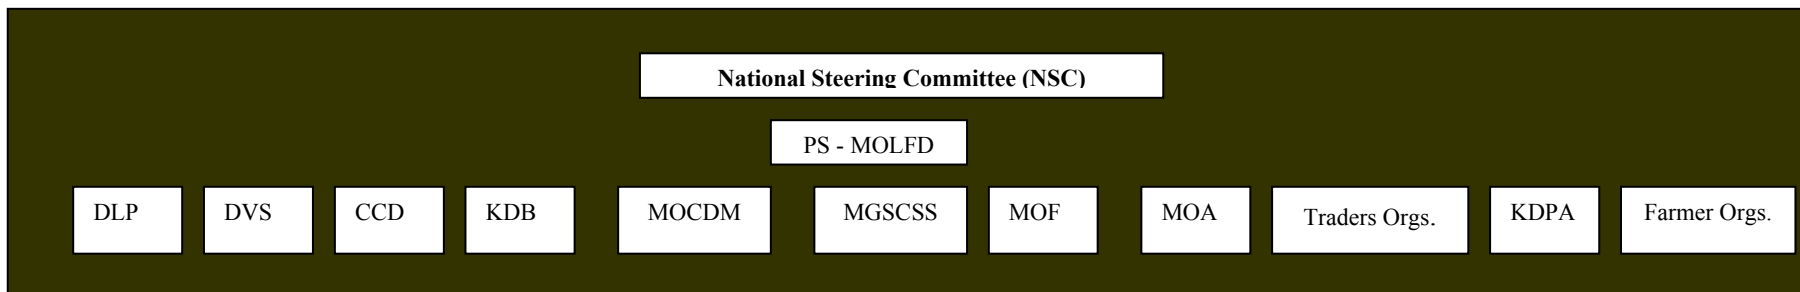 National Steering Committee (NSC)
PS - MOLFD
DLP DVS CCD KDB MOCDM MGSCSS MOF MOA Traders Orgs. KDPA Farmer Orgs.